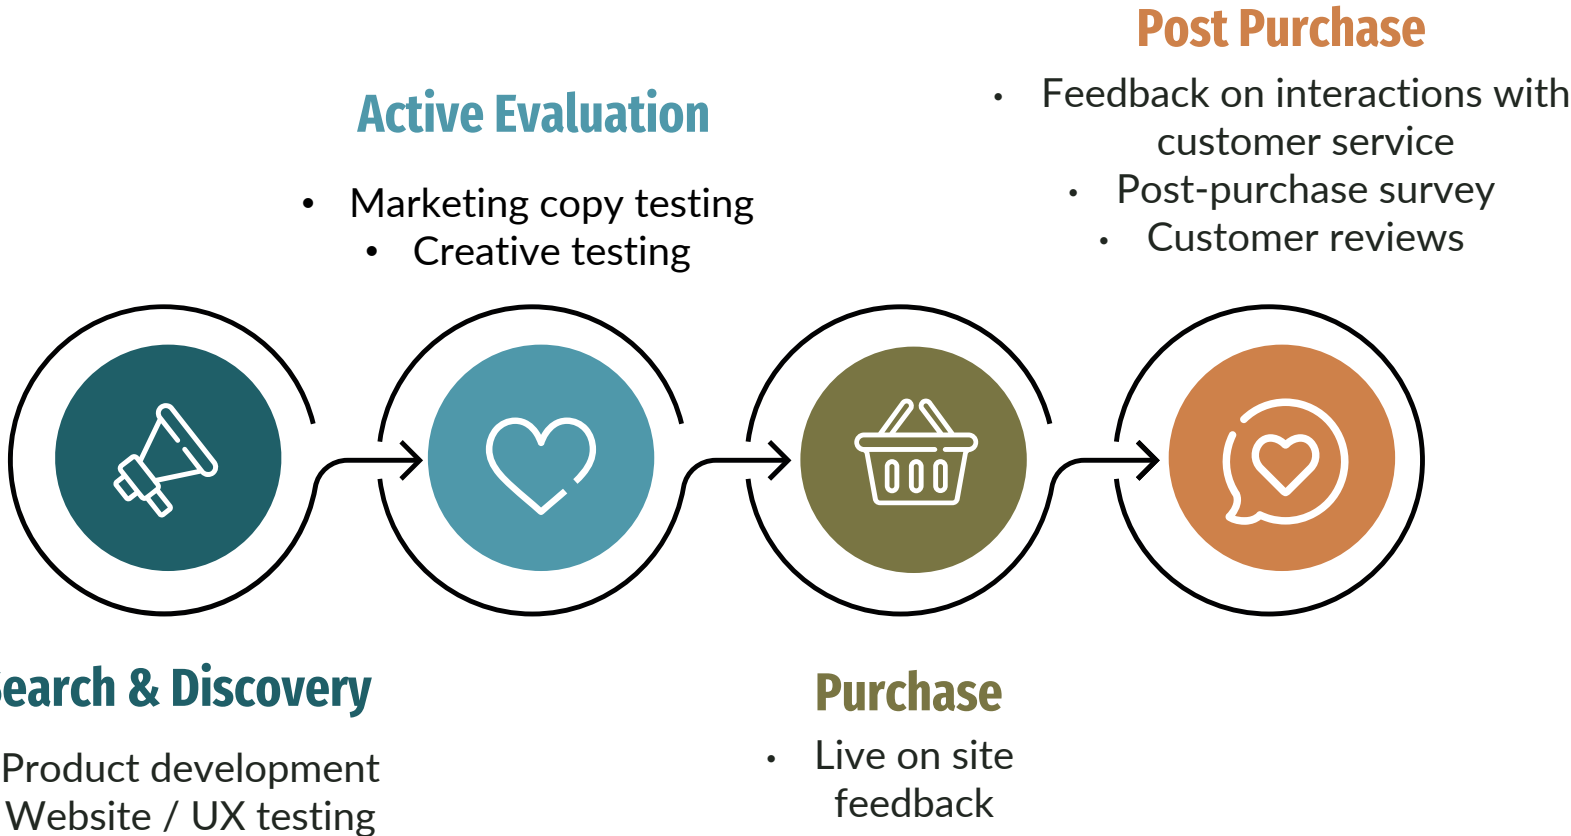 Post Purchase
• Feedback on interactions with
customer service
• Post-purchase survey
• Customer reviews
Active Evaluation
• Marketing copy testing
• Creative testing
earch & Discovery
Product development
Website / UX testing
Purchase
• Live on site
feedback